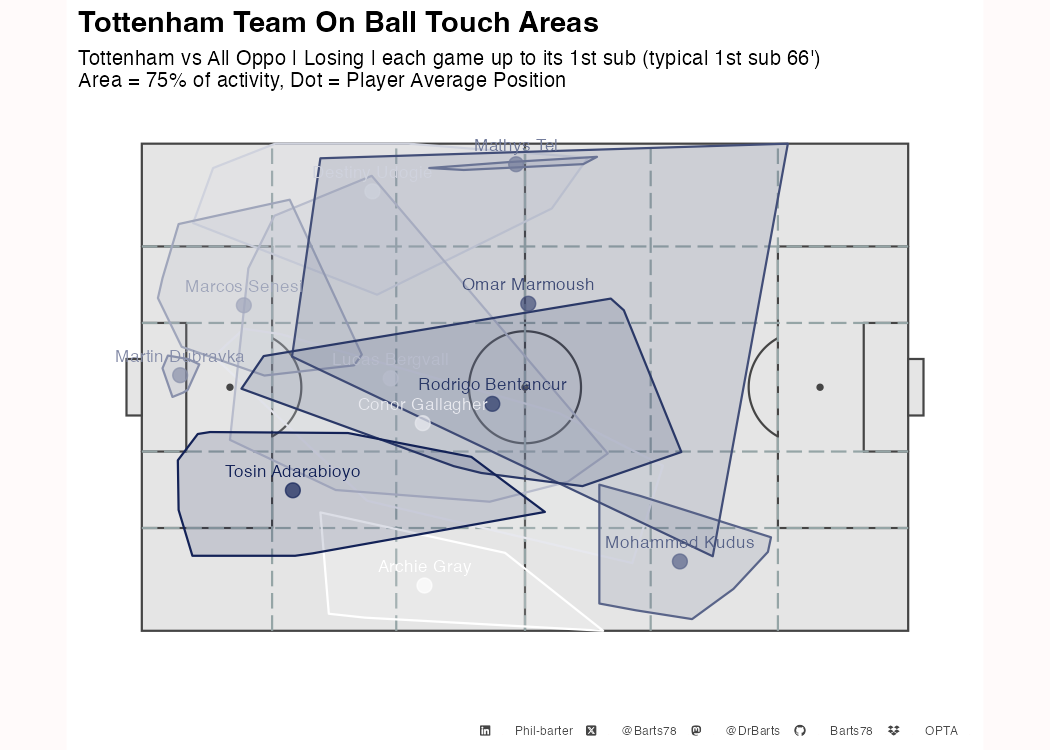 Tottenham Team On Ball Touch Areas
Tottenham vs All Oppo | Losing | each game up to its 1st sub (typical 1st sub 66')
Area = 75% of activity, Dot = Player Average Position
Mathys Tel
Destiny Udogie
Marcos Senesi
Omar Marmoush
Martin Dubravka
Lucas Bergvall
Rodrigo Bentancur
Conor Gallagher
Tosin Adarabioyo
Mohammed Kudus
Archie Gray
Phil-barter @Barts78 @DrBarts Barts78 OPTA